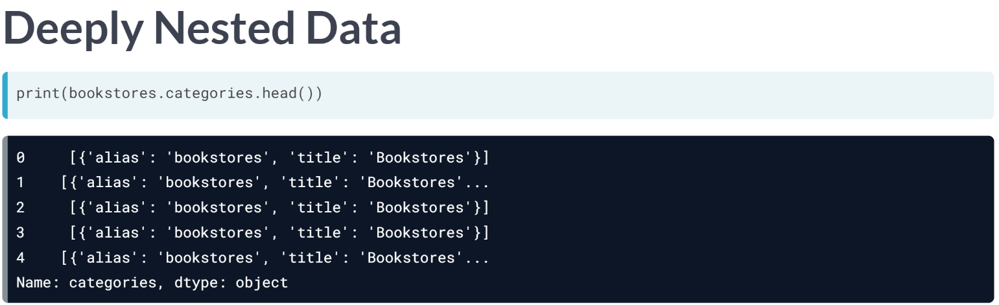 Deeply Nested Data
print(bookstores.categories.head())
0     [{'alias': 'bookstores', 'title': 'Bookstores'}]
1    [{'alias': 'bookstores', 'title': 'Bookstores'...
2     [{'alias': 'bookstores', 'title': 'Bookstores'}]
3     [{'alias': 'bookstores', 'title': 'Bookstores'}]
4    [{'alias': 'bookstores', 'title': 'Bookstores'...
Name: categories, dtype: object